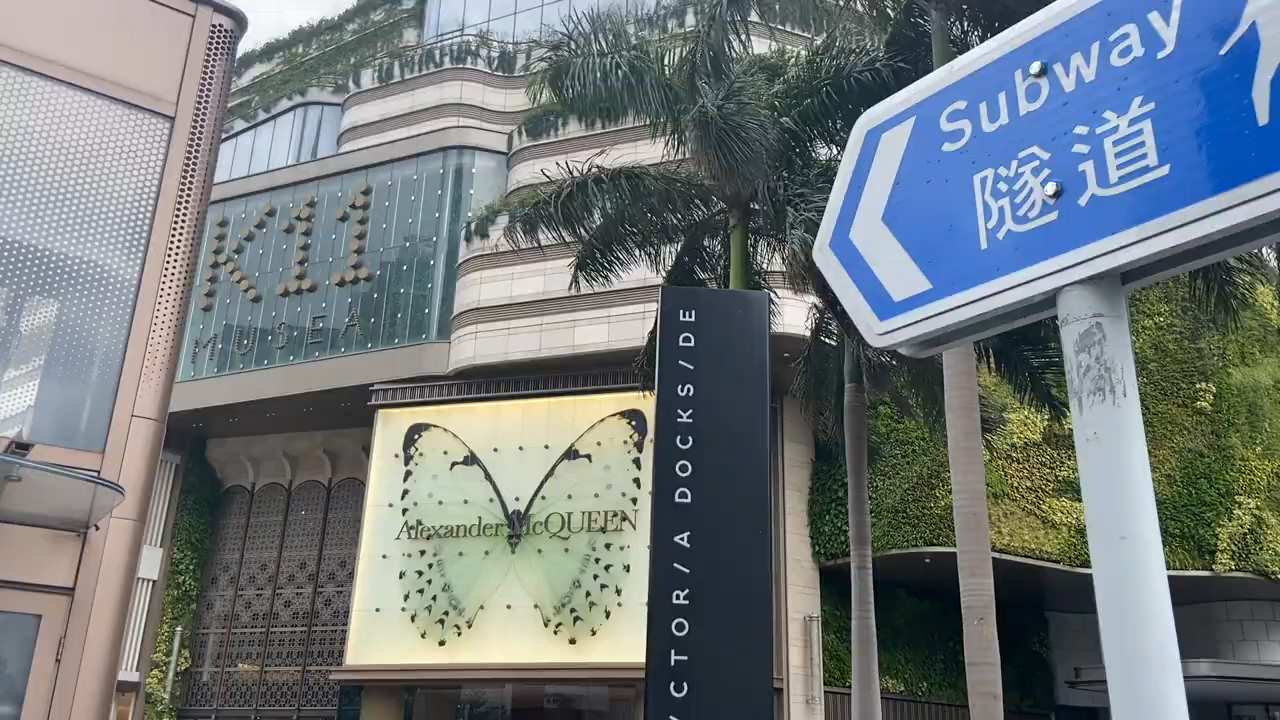 K11
MUSEA
Alexander McQUEEN
CTOR/A DOCKS/DE
Subway
隧道